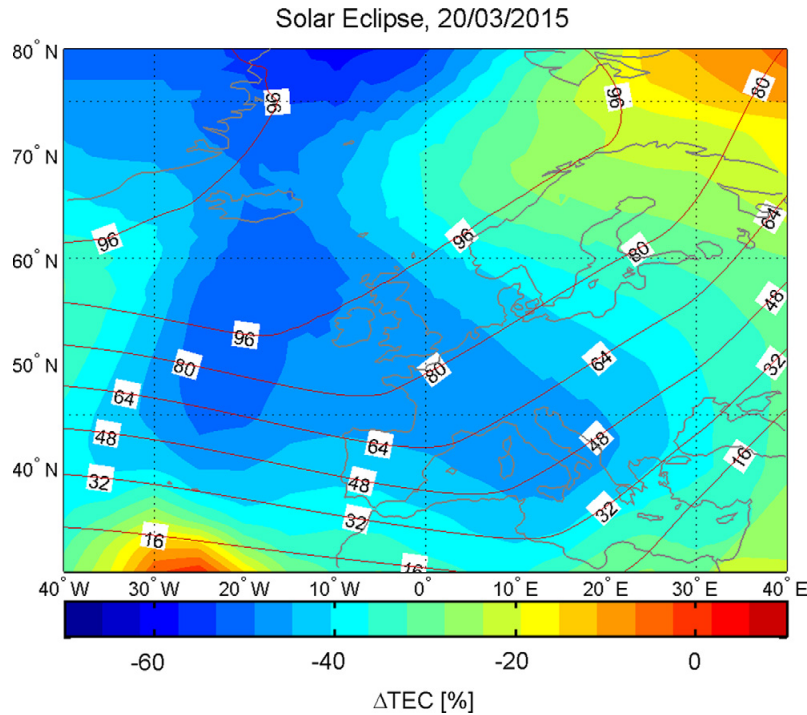 Solar Eclipse, 20/03/2015
80° N
70° N
60° N
50° N
40° N
96
96
80
64
96
96
80
48
96
80
64
32
80
64
48
64
48
16
48
32
32
32
16
16
40° W
30° W
20° W
10° W
0°
10° E
20° E
30° E
40° E
-60
-40
-20
0
ΔTEC [%]